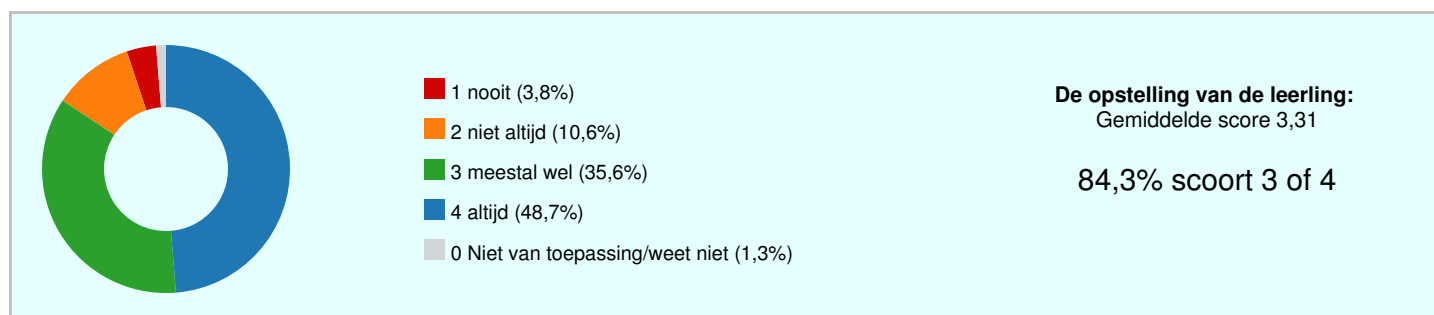 1 nooit (3,8%)
2 niet altijd (10,6%)
3 meestal wel (35,6%)
4 altijd (48,7%)
0 Niet van toepassing/weet niet (1,3%)
De opstelling van de leerling:
Gemiddelde score 3,31
84,3% scoort 3 of 4